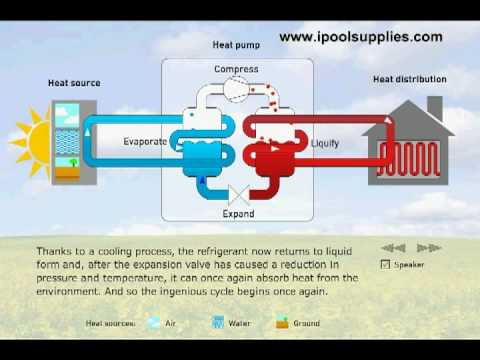 www.ipoolsupplies.com
Heat pump
Compress
Heat source
Heat distribution
Evaporate
Liquify
Expand
Thanks to a cooling process, the refrigerant now returns to liquid
form and, after the expansion valve has caused a reduction in
pressure and temperature, it can once again absorb heat from the
environment. And so the ingenious cycle begins once again.
Speaker
Heat sources: Air Water Ground